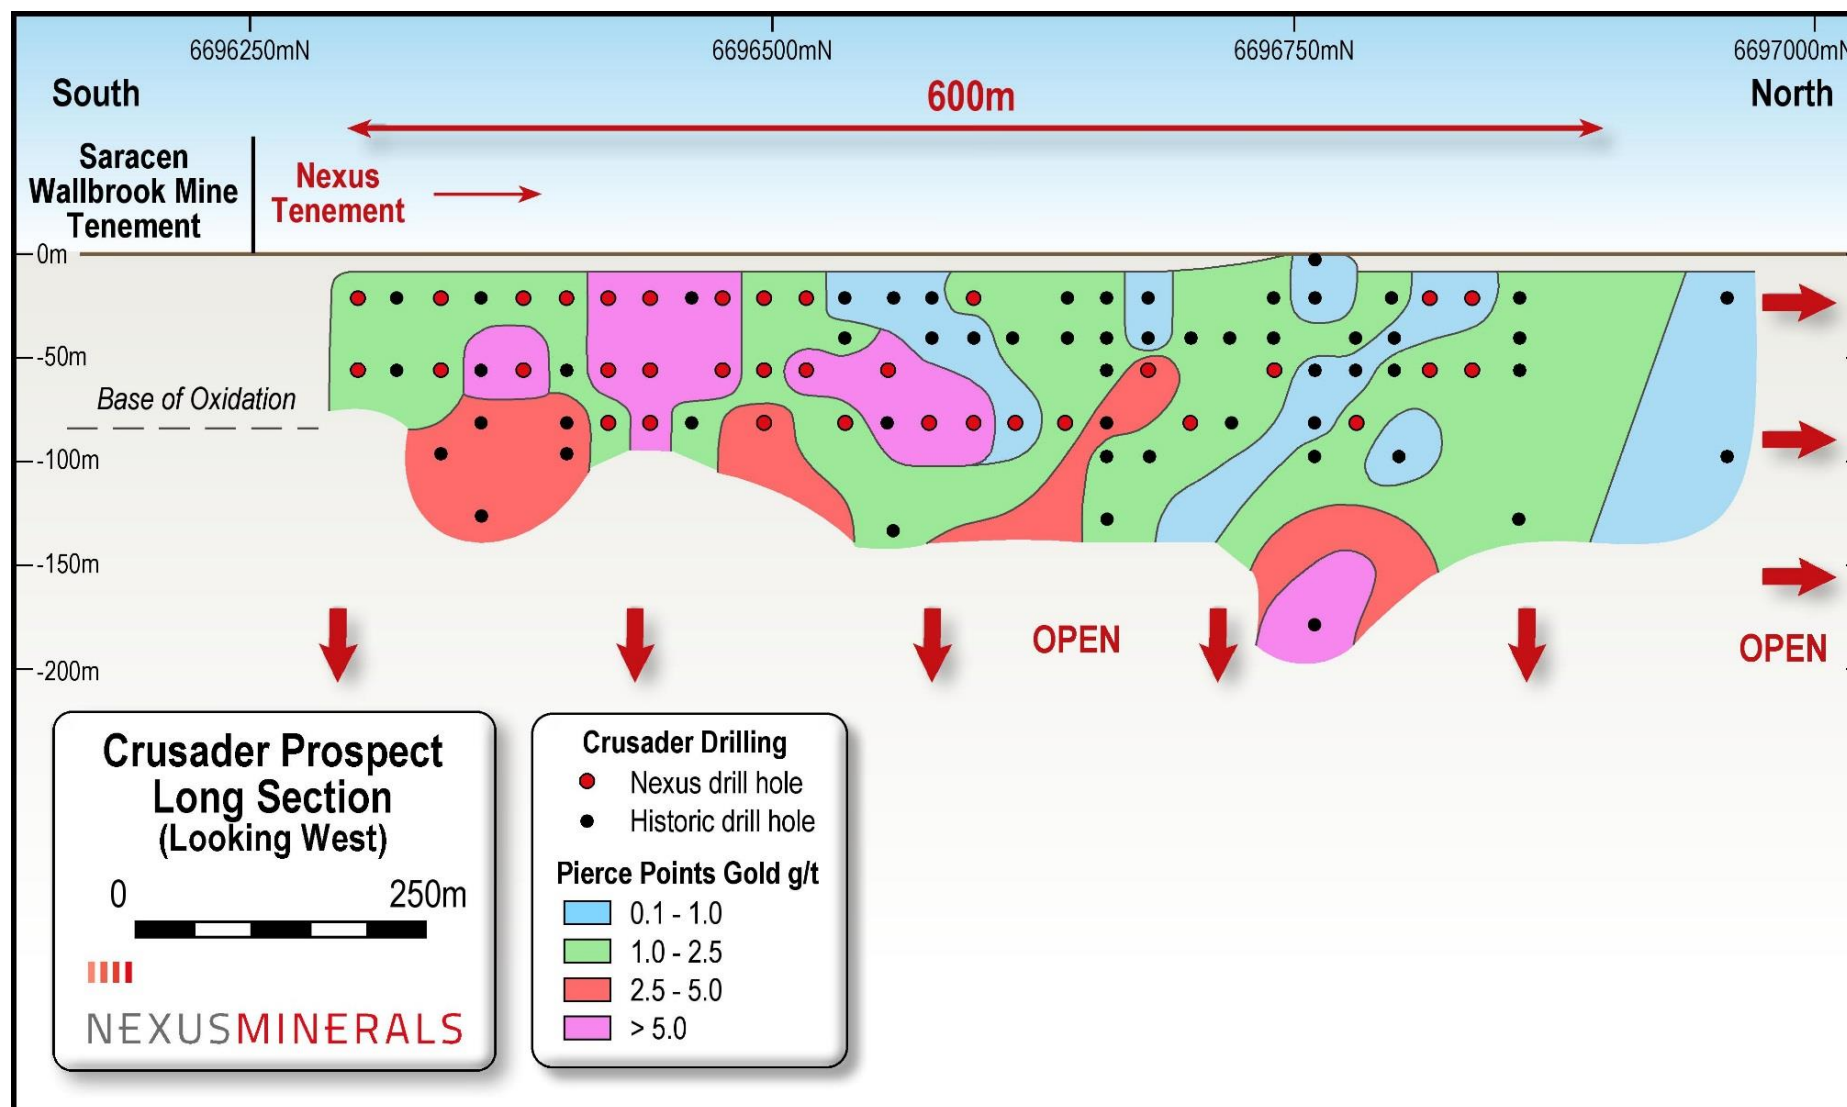 6696250mN
6696500mN
6696750mN
6697000mN
South
600m
North
Saracen
Wallbrook Mine
Tenement
Nexus
Tenement
0m
-50m
Base of Oxidation
-100m
-150m
-200m
OPEN
OPEN
Crusader Prospect
Long Section
(Looking West)
0
250m
NEXUSMINERALS
Crusader Drilling
Nexus drill hole
Historic drill hole
Pierce Points Gold g/t
0.1 - 1.0
1.0 - 2.5
2.5 - 5.0
> 5.0